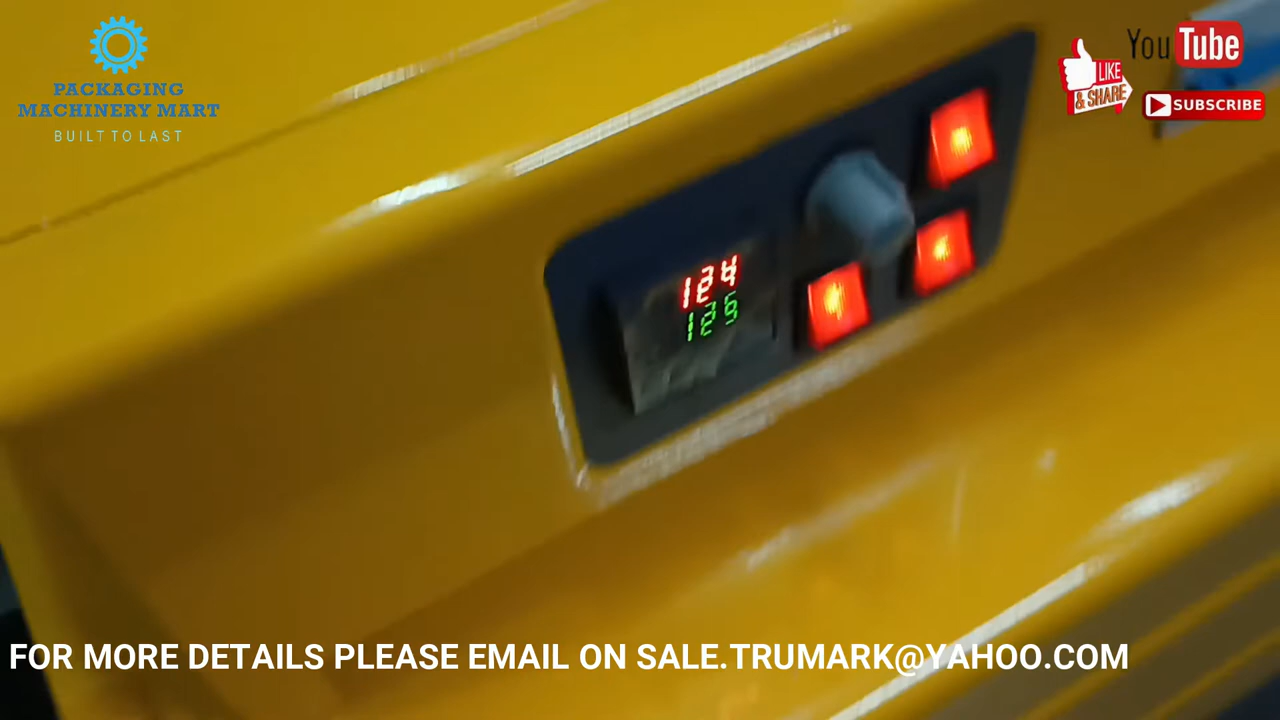 PACKAGING
MACHINERY MART
BUILT TO LAST
YouTube
LIKE
& SHARE
SUBSCRIBE
124
125
FOR MORE DETAILS PLEASE EMAIL ON SALE.TRUMARK@YAHOO.COM